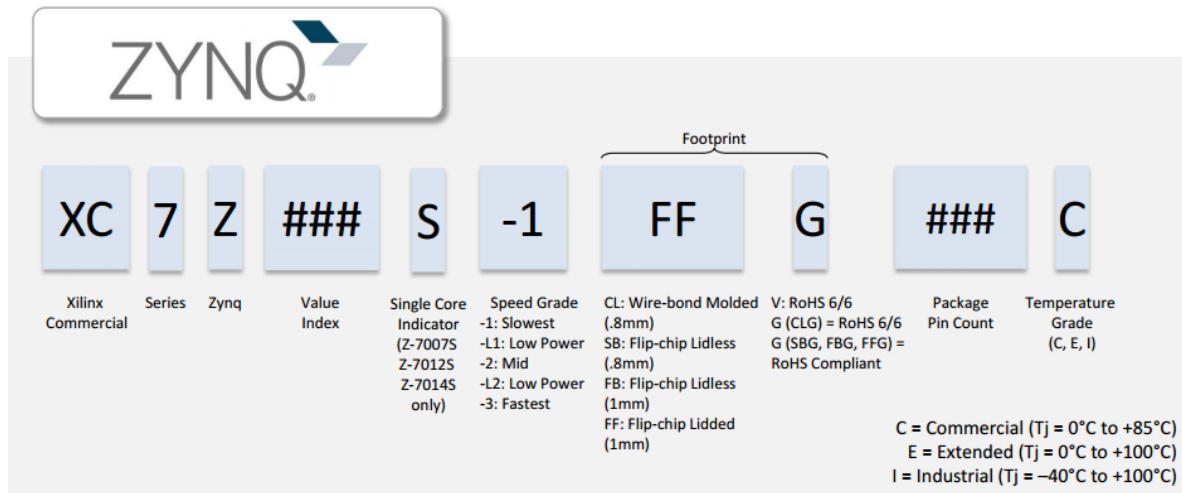 ZYNQ®
Footprint
XC 7 Z ### S -1 FF G ### C
Xilinx
Commercial
Series
Zynq
Value
Index
Single Core
Indicator
(Z-7007S
Z-7012S
Z-7014S
only)
Speed Grade
-1: Slowest
-L1: Low Power
-2: Mid
-L2: Low Power
-3: Fastest
CL: Wire-bond Molded
(.8mm)
SB: Flip-chip Lidless
(.8mm)
FB: Flip-chip Lidless
(1mm)
FF: Flip-chip Lidded
(1mm)
V: RoHS 6/6
G (CLG) = RoHS 6/6
G (SBG, FBG, FFG) =
RoHS Compliant
Package
Pin Count
Temperature
Grade
(C, E, I)
C = Commercial (Tj = 0°C to +85°C)
E = Extended (Tj = 0°C to +100°C)
I = Industrial (Tj = –40°C to +100°C)